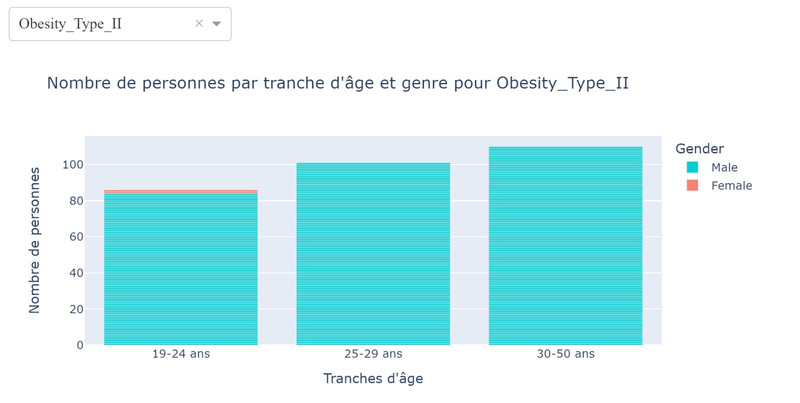 Obesity_Type_II ×
Nombre de personnes par tranche d'âge et genre pour Obesity_Type_II
Gender
Male
Female
Nombre de personnes
100
80
60
40
20
0
19-24 ans 25-29 ans 30-50 ans
Tranches d'âge